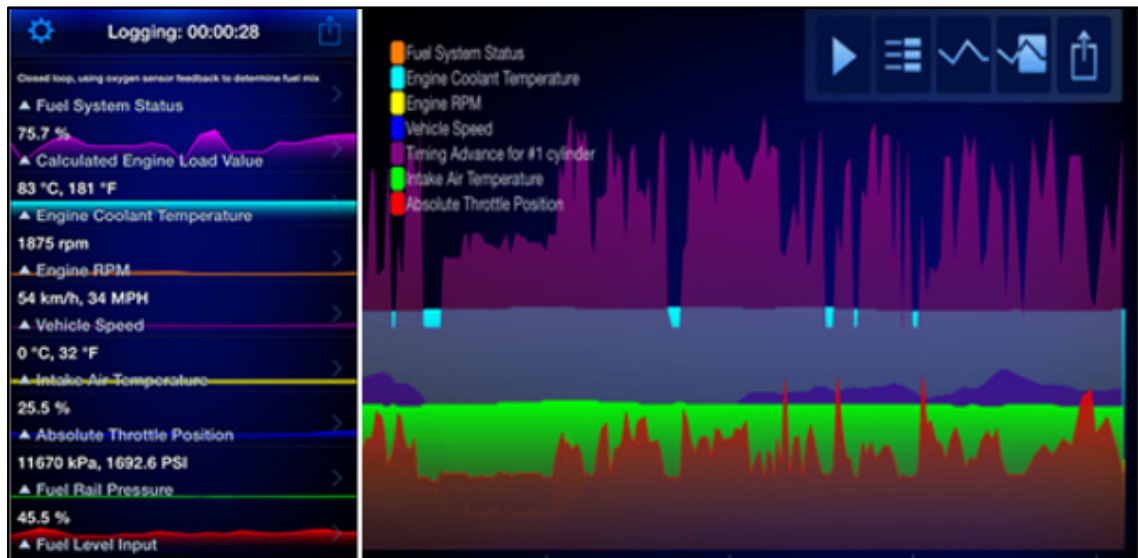 Logging: 00:00:28
Closed loop, using oxygen sensor feedback to determine fuel mix
▲ Fuel System Status
75.7 %
▲ Calculated Engine Load Value
83 °C, 181 °F
▲ Engine Coolant Temperature
1875 rpm
▲ Engine RPM
54 km/h, 34 MPH
▲ Vehicle Speed
0 °C, 32 °F
▲ Intake Air Temperature
25.5 %
▲ Absolute Throttle Position
11670 kPa, 1692.6 PSI
▲ Fuel Rail Pressure
45.5 %
▲ Fuel Level Input
Fuel System Status
Engine Coolant Temperature
Engine RPM
Vehicle Speed
Timing Advance for #1 cylinder
Intake Air Temperature
Absolute Throttle Position